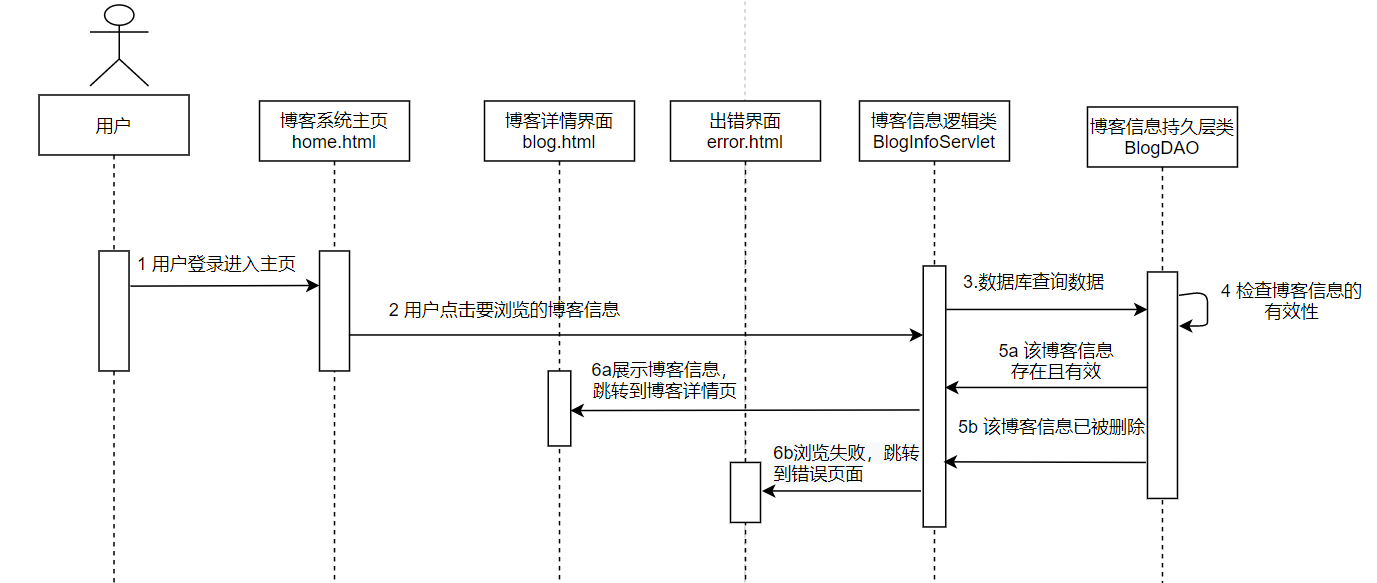 用户
博客系统主页
home.html
博客详情界面
blog.html
出错界面
error.html
博客信息逻辑类
BlogInfoServlet
博客信息持久层类
BlogDAO
1 用户登录进入主页
2 用户点击要浏览的博客信息
3.数据库查询数据
4 检查博客信息的
有效性
5a 该博客信息
存在且有效
6a展示博客信息，
跳转到博客详情页
5b 该博客信息已被删除
6b浏览失败，跳转
到错误页面